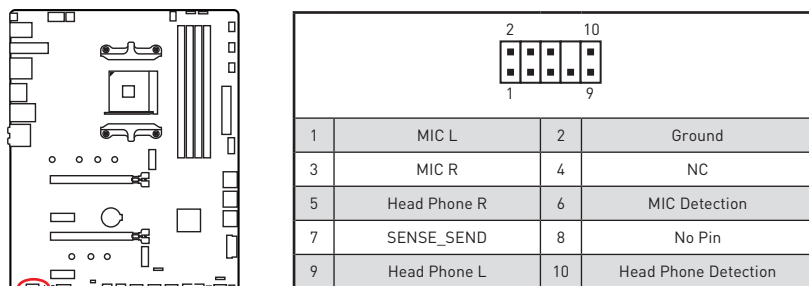 2 10
1 9
1 MIC L 2 Ground
3 MIC R 4 NC
5 Head Phone R 6 MIC Detection
7 SENSE_SEND 8 No Pin
9 Head Phone L 10 Head Phone Detection